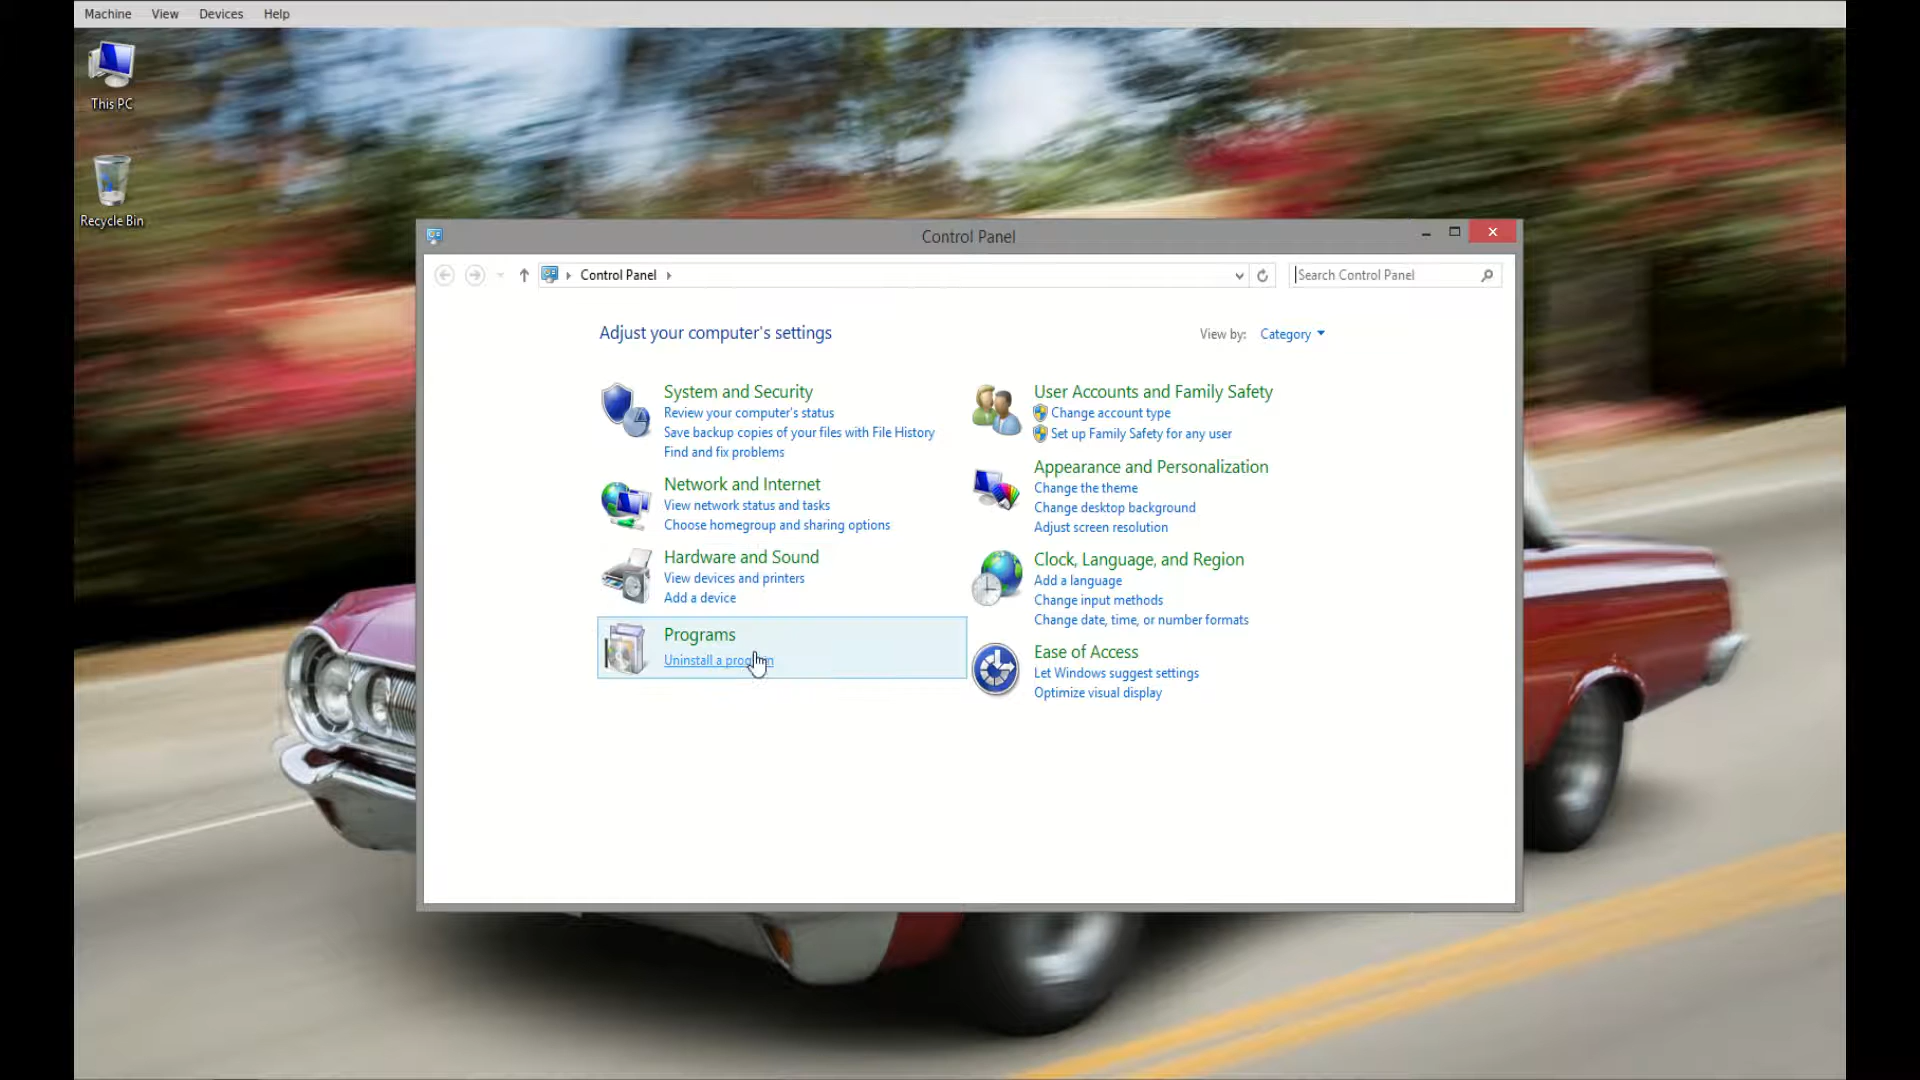 Machine View Devices Help
This PC
Recycle Bin
Control Panel
Control Panel
Search Control Panel
Adjust your computer's settings
View by: Category
System and Security
Review your computer's status
Save backup copies of your files with File History
Find and fix problems
Network and Internet
View network status and tasks
Choose homegroup and sharing options
Hardware and Sound
View devices and printers
Add a device
Programs
Uninstall a program
User Accounts and Family Safety
Change account type
Set up Family Safety for any user
Appearance and Personalization
Change the theme
Change desktop background
Adjust screen resolution
Clock, Language, and Region
Add a language
Change input methods
Change date, time, or number formats
Ease of Access
Let Windows suggest settings
Optimize visual display